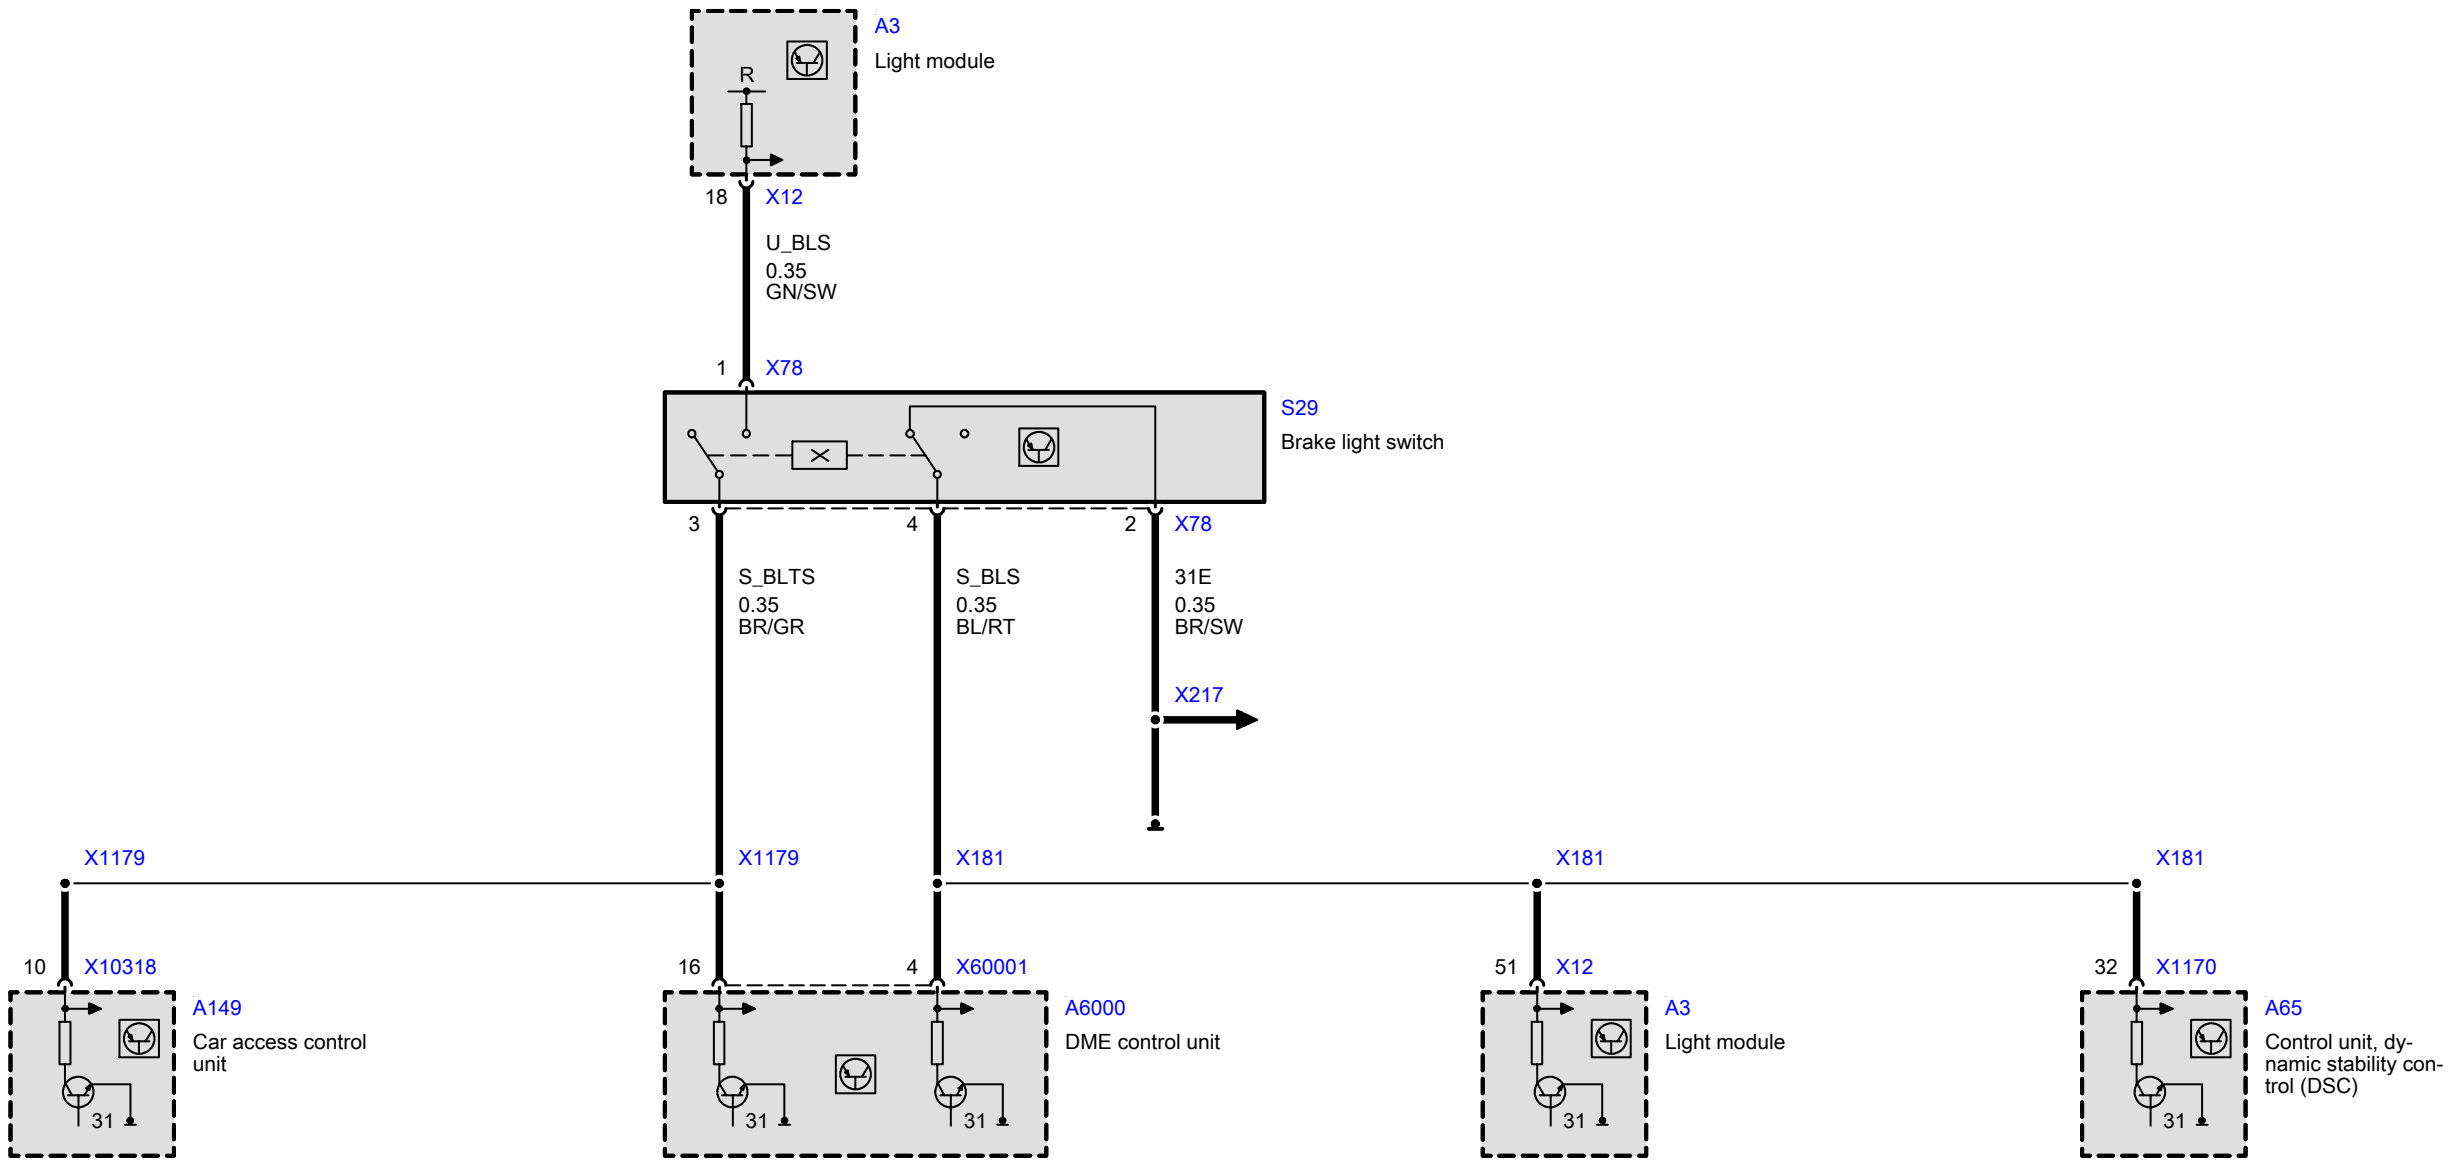 A3
Light module
R
18
X12
U_BLS
0.35
GN/SW
1
X78
S29
Brake light switch
3
4
2
X78
S_BLTS
0.35
BR/GR
S_BLS
0.35
BL/RT
31E
0.35
BR/SW
X217
X1179
X1179
X181
X181
X181
10
X10318
16
4
X60001
51
X12
32
X1170
A149
Car access control
unit
31
A6000
DME control unit
31
31
A3
Light module
31
A65
Control unit, dy-
namic stability con-
trol (DSC)
31